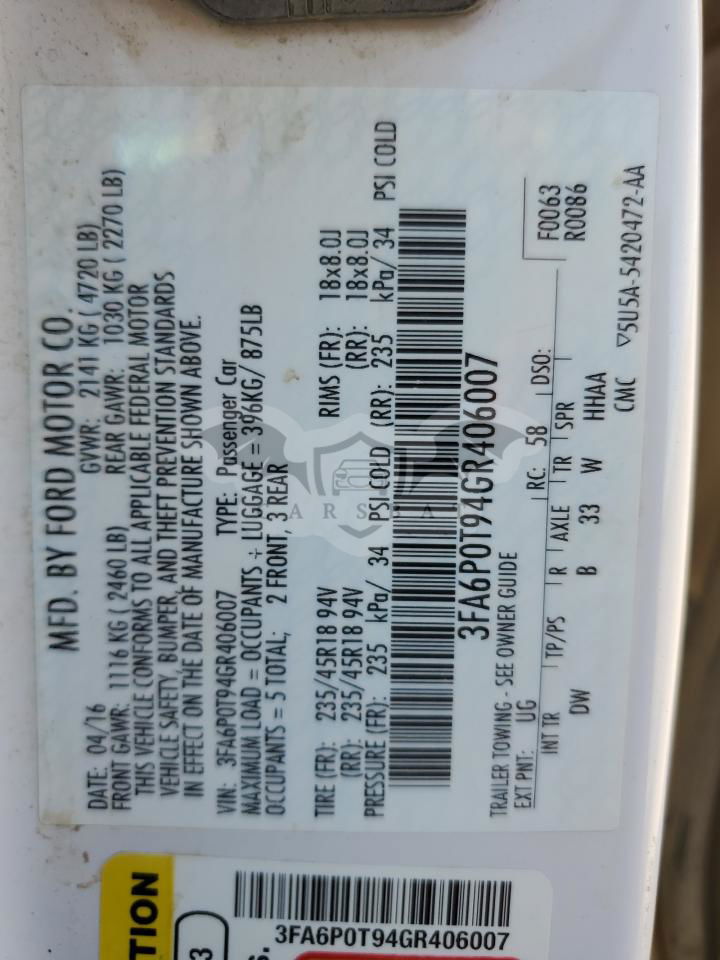 MFD. BY FORD MOTOR CO.
DATE: 04/16 GVWR: 2141 KG ( 4720 LB)
FRONT GAWR: 1116 KG ( 2460 LB) REAR GAWR: 1030 KG ( 2270 LB)
THIS VEHICLE CONFORMS TO ALL APPLICABLE FEDERAL MOTOR
VEHICLE SAFETY, BUMPER, AND THEFT PREVENTION STANDARDS
IN EFFECT ON THE DATE OF MANUFACTURE SHOWN ABOVE.
VIN: 3FA6P0T94GR406007 TYPE: Passenger Car
MAXIMUM LOAD = OCCUPANTS + LUGGAGE = 396KG/ 875LB
OCCUPANTS = 5 TOTAL; 2 FRONT, 3 REAR
TIRE (FR): 235/45R18 94V RIMS (FR): 18x8.0J
(RR): 235/45R18 94V (RR): 18x8.0J
PRESSURE (FR): 235 kPa/ 34 PSI COLD (RR): 235 kPa/ 34 PSI COLD
3FA6P0T94GR406007
TRAILER TOWING - SEE OWNER GUIDE
EXT PNT: UG RC: 58 DSO: F0063
R0086
INT TR TP/PS R AXLE TR SPR
DW B 33 W HHAA
CMC ▽5U5A-5420472-AA
3FA6P0T94GR406007
TION
3
S.